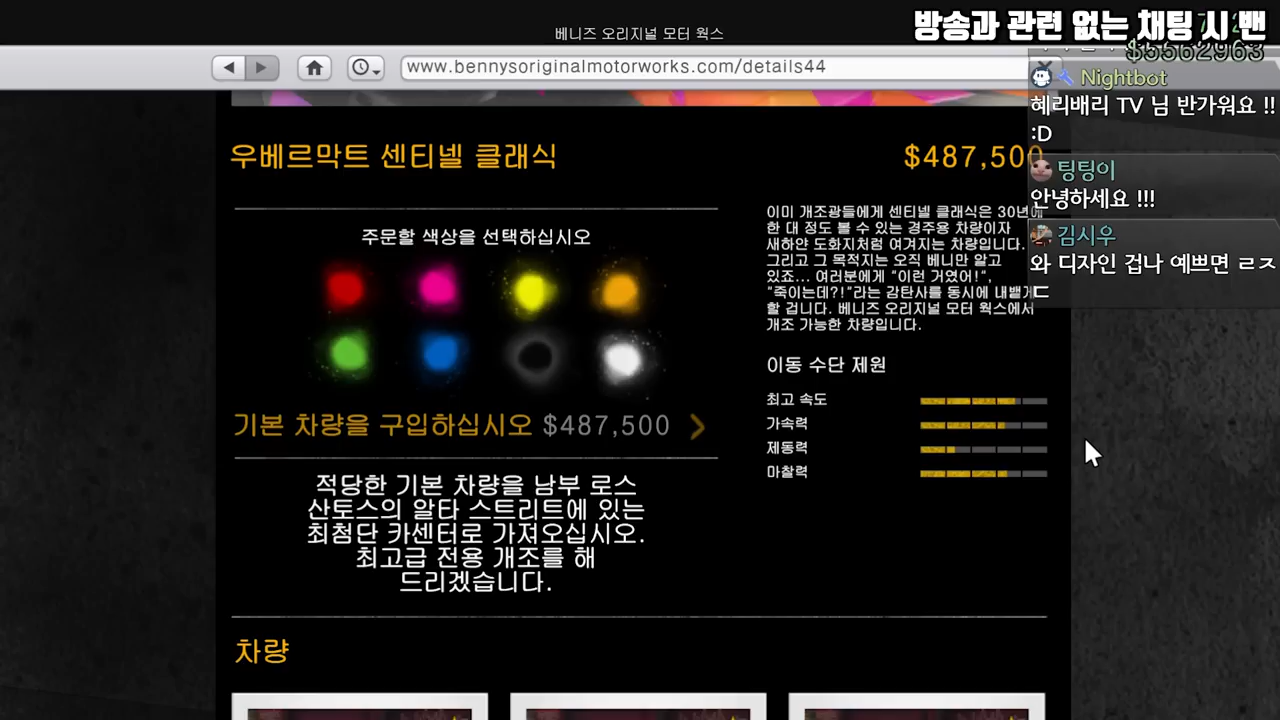 베니즈 오리지널 모터 웍스
방송과 관련 없는 채팅 시 밴
$5562963
www.bennysoriginalmotorworks.com/details44
Nightbot
혜리배리 TV 님 반가워요 !!
:D
팅팅이
안녕하세요 !!!
김시우
와 디자인 겁나 예쁘면 ㄹㅈ
ㄷ
우베르막트 센티넬 클래식
$487,500
주문할 색상을 선택하십시오
기본 차량을 구입하십시오 $487,500
적당한 기본 차량을 남부 로스
산토스의 알타 스트리트에 있는
최첨단 카센터로 가져오십시오.
최고급 전용 개조를 해
드리겠습니다.
이미 개조광들에게 센티넬 클래식은 30년에
한 대 정도 볼 수 있는 경주용 차량이자
새하얀 도화지처럼 여겨지는 차량입니다.
그리고 그 목적지는 오직 베니만 알고
있죠... 여러분에게 "이런 거였어!",
"죽이는데?!"라는 감탄사를 동시에 내뱉게
할 겁니다. 베니즈 오리지널 모터 웍스에서
개조 가능한 차량입니다.
이동 수단 제원
최고 속도
가속력
제동력
마찰력
차량